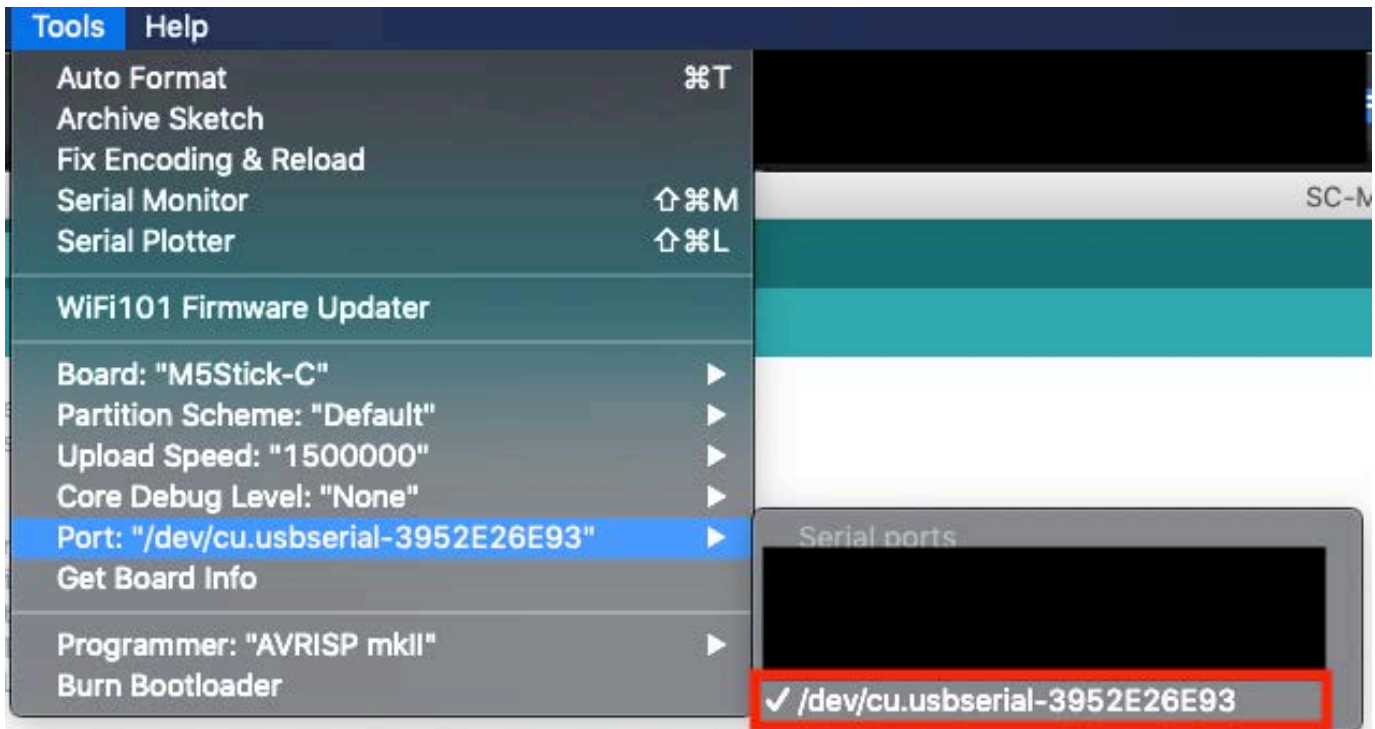 Tools Help
Auto Format ⌘T
Archive Sketch
Fix Encoding & Reload
Serial Monitor ⇧⌘M
Serial Plotter ⇧⌘L
SC-M
WiFi101 Firmware Updater
Board: "M5Stick-C" ▶
Partition Scheme: "Default" ▶
Upload Speed: "1500000" ▶
Core Debug Level: "None" ▶
Port: "/dev/cu.usbserial-3952E26E93" ▶
Get Board Info
Programmer: "AVRISP mkII" ▶
Burn Bootloader
Serial ports
✓ /dev/cu.usbserial-3952E26E93